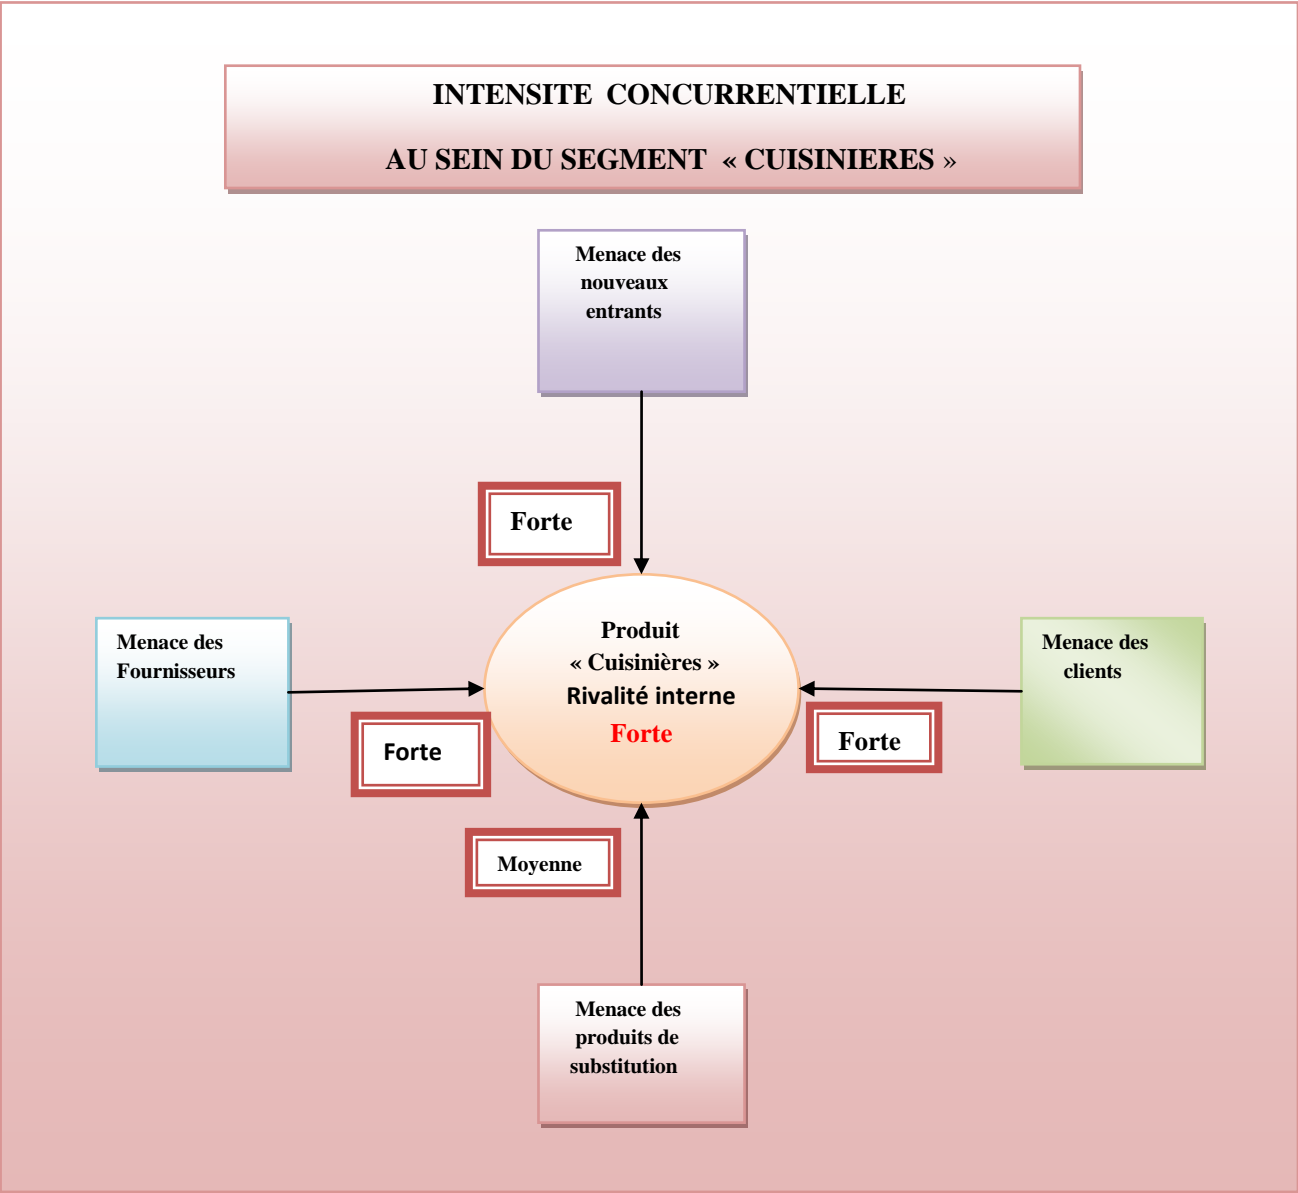 INTENSITE CONCURRENTIELLE
AU SEIN DU SEGMENT « CUISINIERES »
Menace des
nouveaux
entrants
Forte
Menace des
Fournisseurs
Produit
« Cuisinières »
Rivalité interne
Forte
Menace des
clients
Forte
Forte
Moyenne
Menace des
produits de
substitution